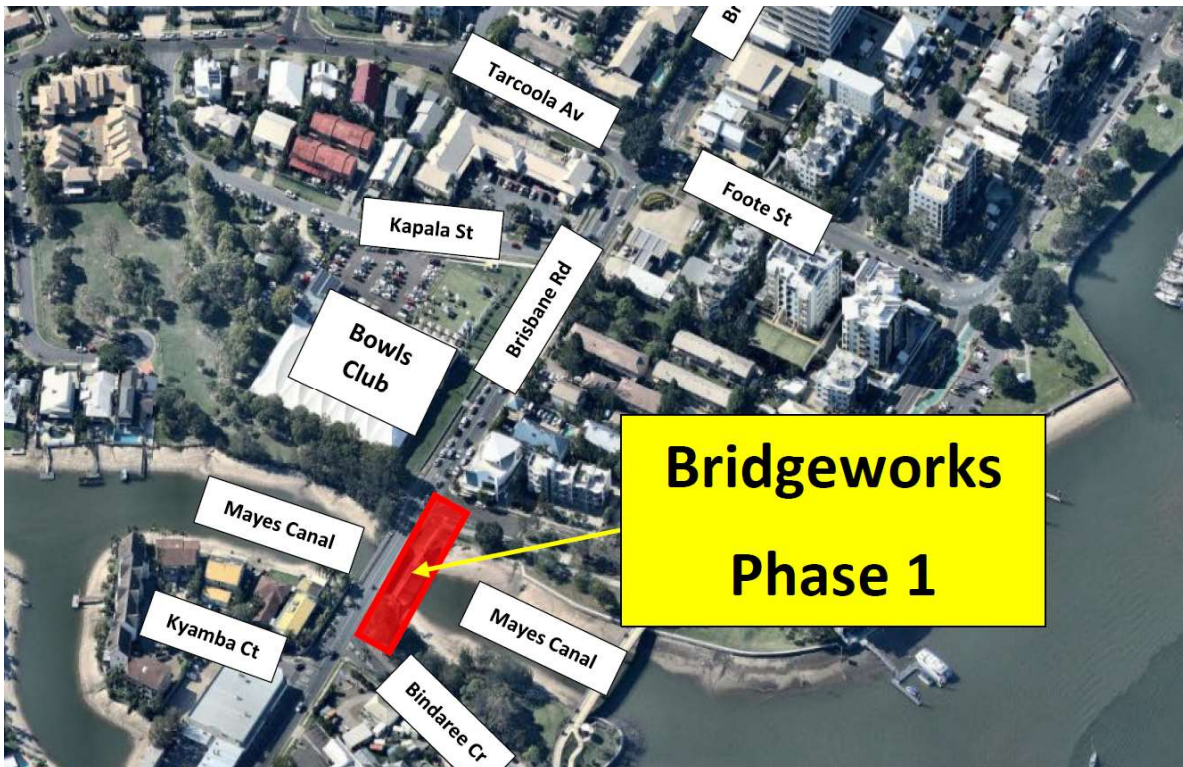 Br
Tarcoola Av
Foote St
Kapala St
Brisbane Rd
Bowls
Club
Bridgeworks
Phase 1
Mayes Canal
Kyamba Ct
Mayes Canal
Bindaree Cr